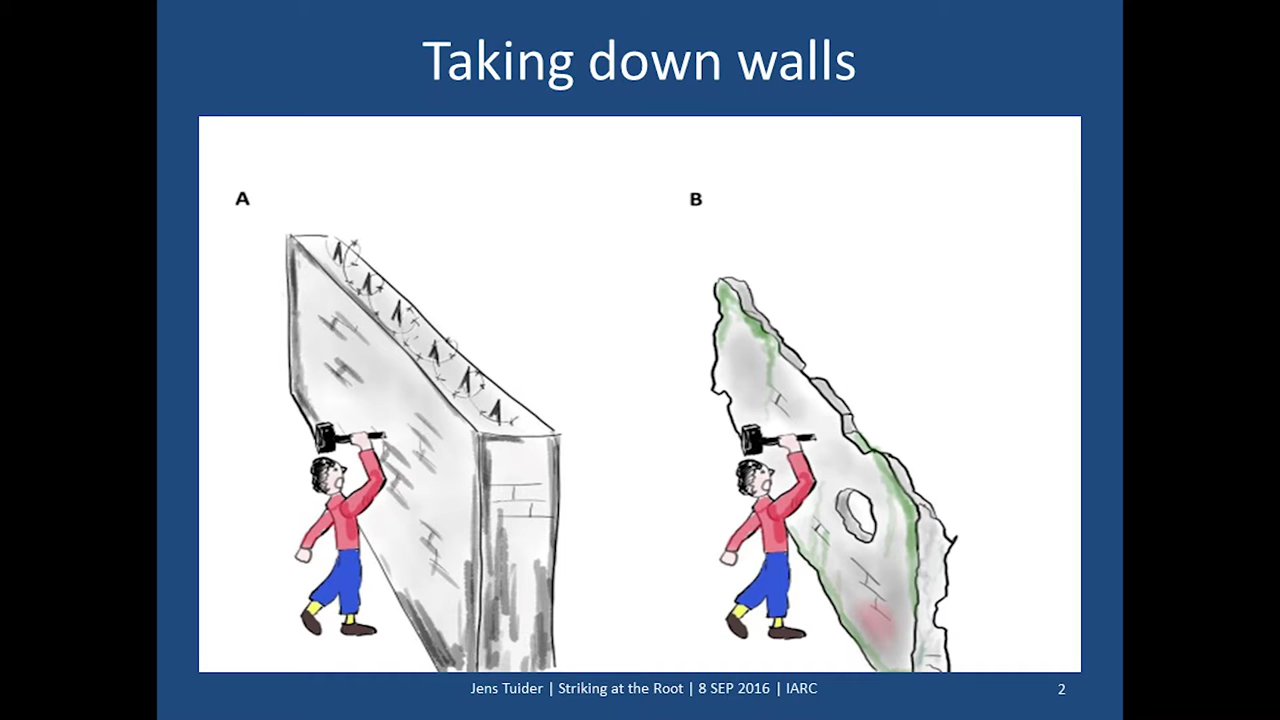 Taking down walls
A
B
Jens Tuider | Striking at the Root | 8 SEP 2016 | IARC
2